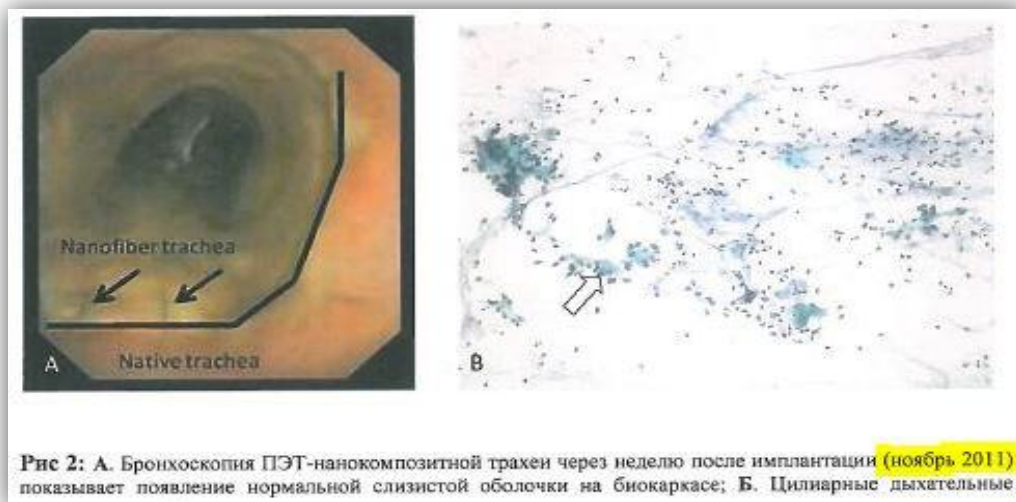 Nanofiber trachea
Native trachea
A
B
Рис 2: А. Бронхоскопия ПЭТ-нанокомпозитной трахеи через неделю после имплантации (ноябрь 2011)
показывает появление нормальной слизистой оболочки на биокаркасе; Б. Цилиарные дыхательные